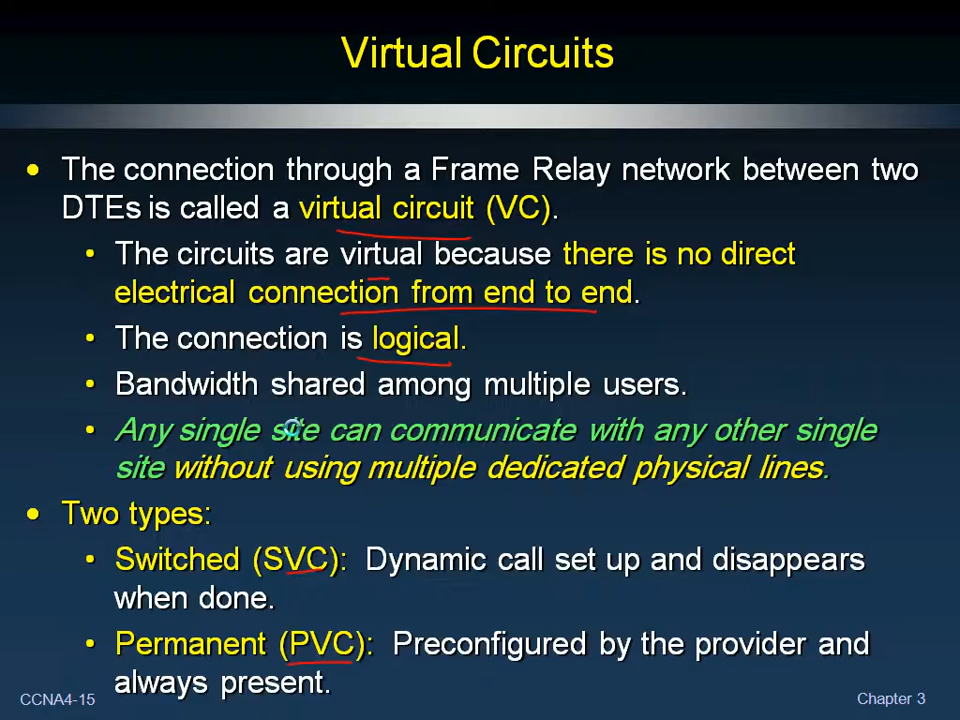 Virtual Circuits
• The connection through a Frame Relay network between two
DTEs is called a virtual circuit (VC).
• The circuits are virtual because there is no direct
electrical connection from end to end.
• The connection is logical.
• Bandwidth shared among multiple users.
• Any single site can communicate with any other single
site without using multiple dedicated physical lines.
• Two types:
• Switched (SVC): Dynamic call set up and disappears
when done.
• Permanent (PVC): Preconfigured by the provider and
always present.
CCNA4-15
Chapter 3